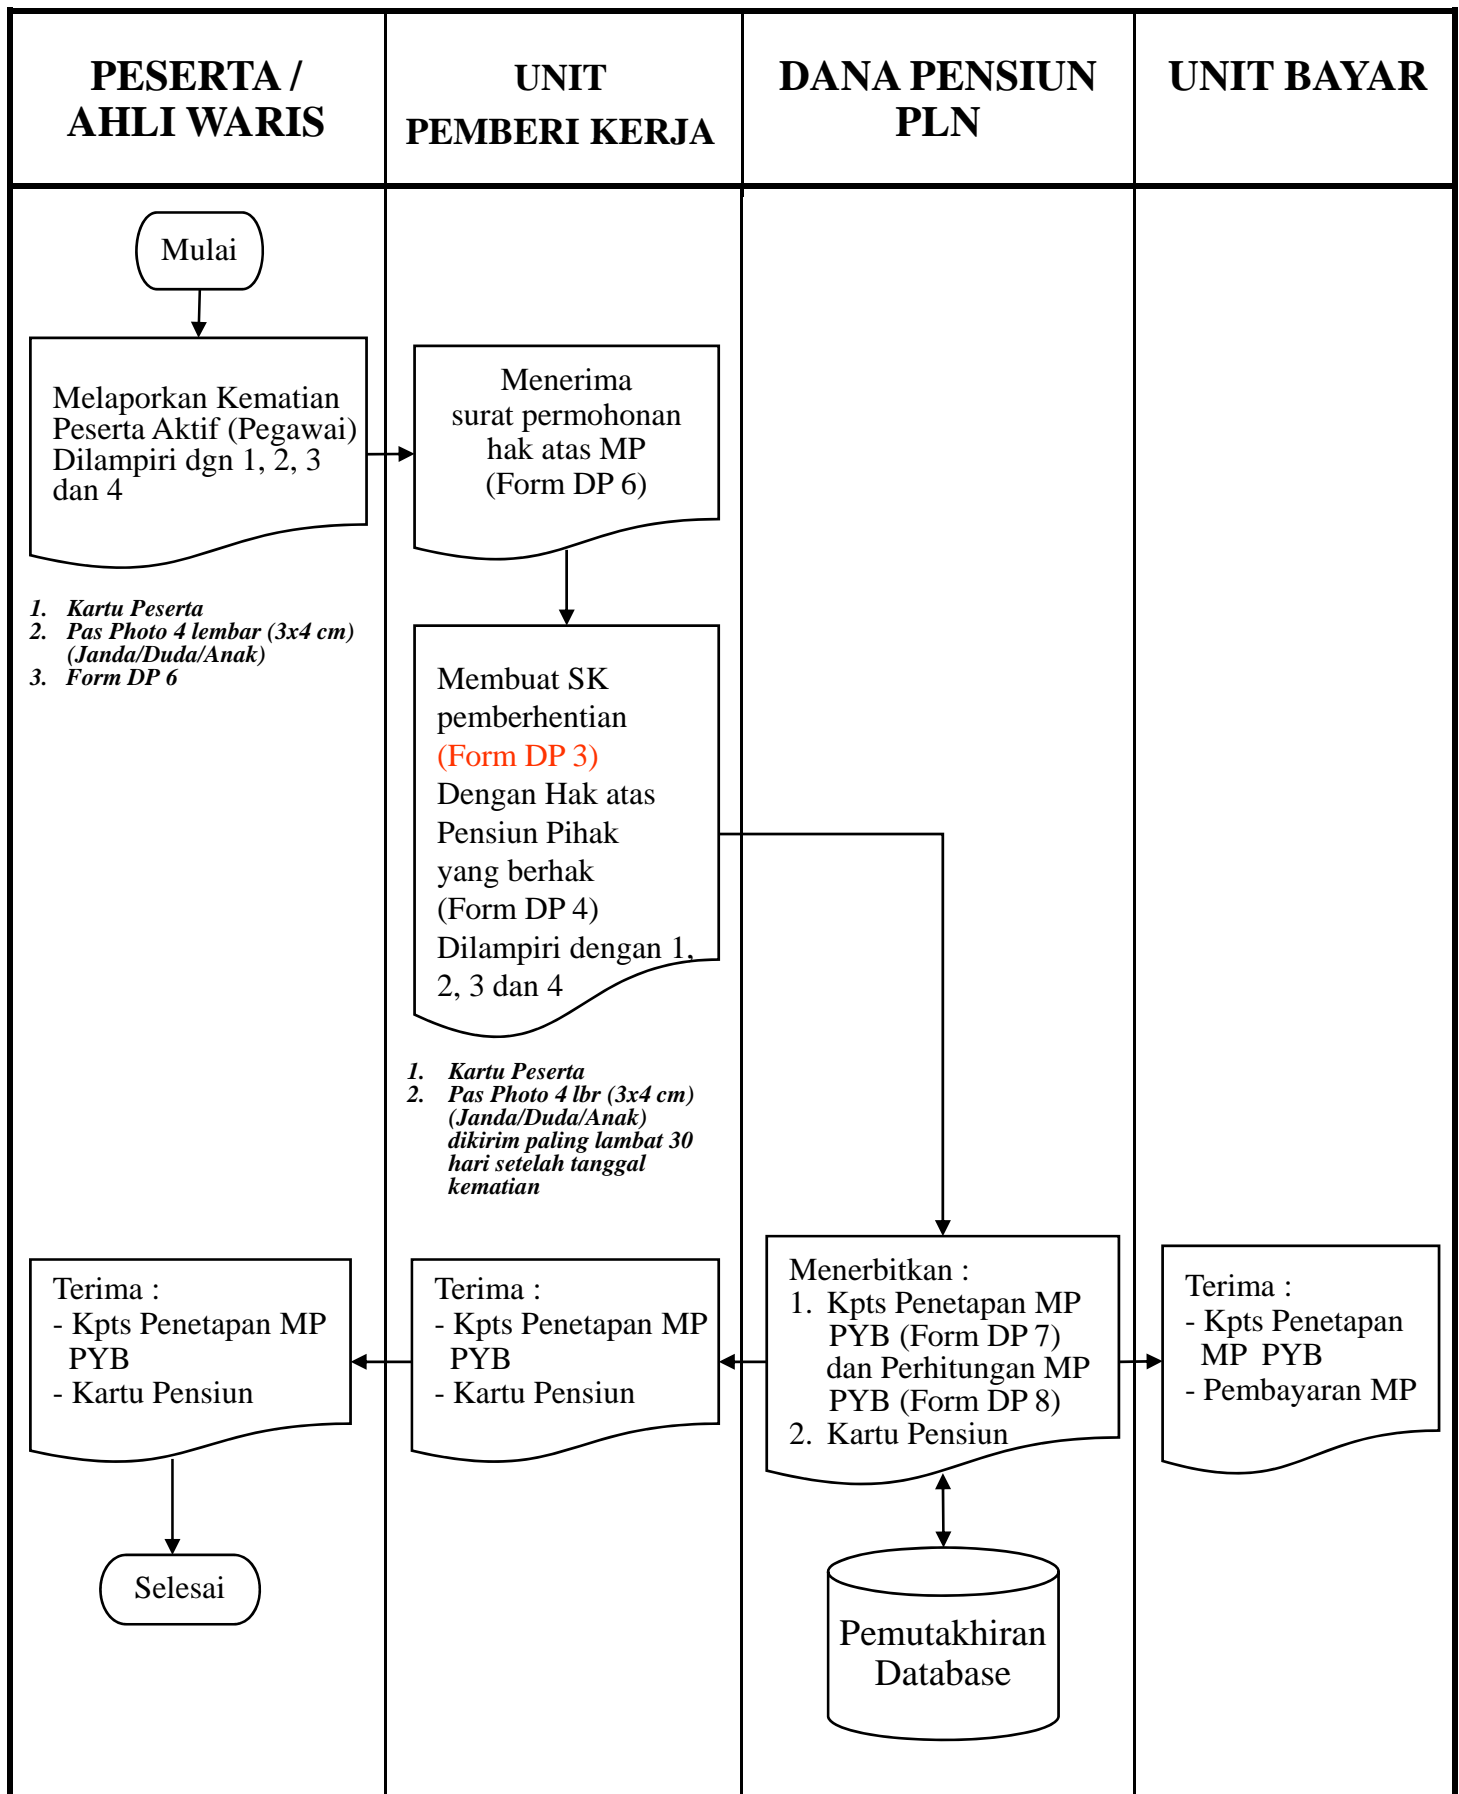 PESERTA /
AHLI WARIS
UNIT
PEMBERI KERJA
DANA PENSIUN
PLN
UNIT BAYAR
Mulai
Melaporkan Kematian
Peserta Aktif (Pegawai)
Dilampiri dgn 1, 2, 3
dan 4
1. Kartu Peserta
2. Pas Photo 4 lembar (3x4 cm)
(Janda/Duda/Anak)
3. Form DP 6
Menerima
surat permohonan
hak atas MP
(Form DP 6)
Membuat SK
pemberhentian
(Form DP 3)
Dengan Hak atas
Pensiun Pihak
yang berhak
(Form DP 4)
Dilampiri dengan 1,
2, 3 dan 4
1. Kartu Peserta
2. Pas Photo 4 lbr (3x4 cm)
(Janda/Duda/Anak)
dikirim paling lambat 30
hari setelah tanggal
kematian
Menerbitkan :
1. Kpts Penetapan MP
PYB (Form DP 7)
dan Perhitungan MP
PYB (Form DP 8)
2. Kartu Pensiun
Terima :
- Kpts Penetapan
MP PYB
- Pembayaran MP
Terima :
- Kpts Penetapan MP
PYB
- Kartu Pensiun
Terima :
- Kpts Penetapan MP
PYB
- Kartu Pensiun
Selesai
Pemutakhiran
Database